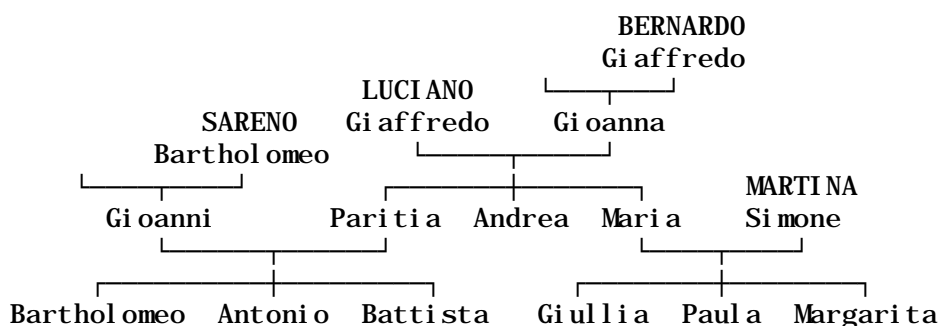 BERNARDO
Giaffredo
LUCIANO
SARENO Giaffredo Gioanna
Bartholomeo
MARTINA
Gioanni Paritia Andrea Maria Simone
Bartholomeo Antonio Battista Giullia Paula Margarita